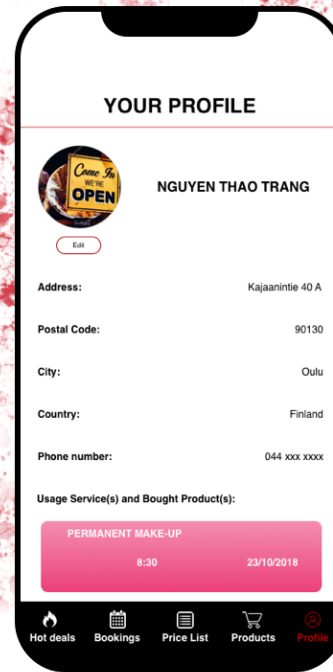 YOUR PROFILE
Come In
WE'RE
OPEN
NGUYEN THAO TRANG
Edit
Address: Kajaanintie 40 A
Postal Code: 90130
City: Oulu
Country: Finland
Phone number: 044 xxx xxxx
Usage Service(s) and Bought Product(s):
PERMANENT MAKE-UP
8:30 23/10/2018
Hot deals Bookings Price List Products Profile